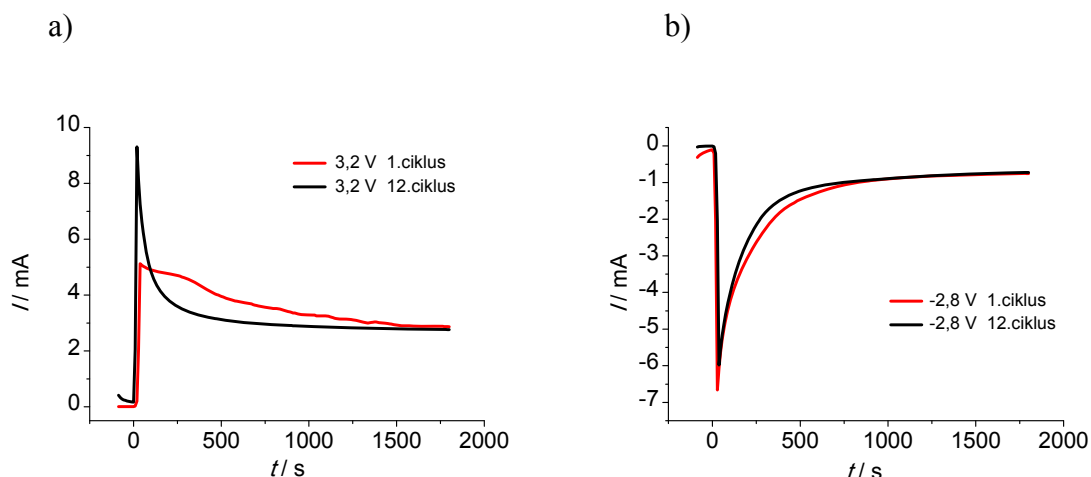 a)
10
8
6
4
2
0
I / mA
3,2 V 1.ciklus
3,2 V 12.ciklus
0 500 1000 1500 2000
t / s
b)
0
-1
-2
-3
-4
-5
-6
-7
I / mA
-2,8 V 1.ciklus
-2,8 V 12.ciklus
0 500 1000 1500 2000
t / s